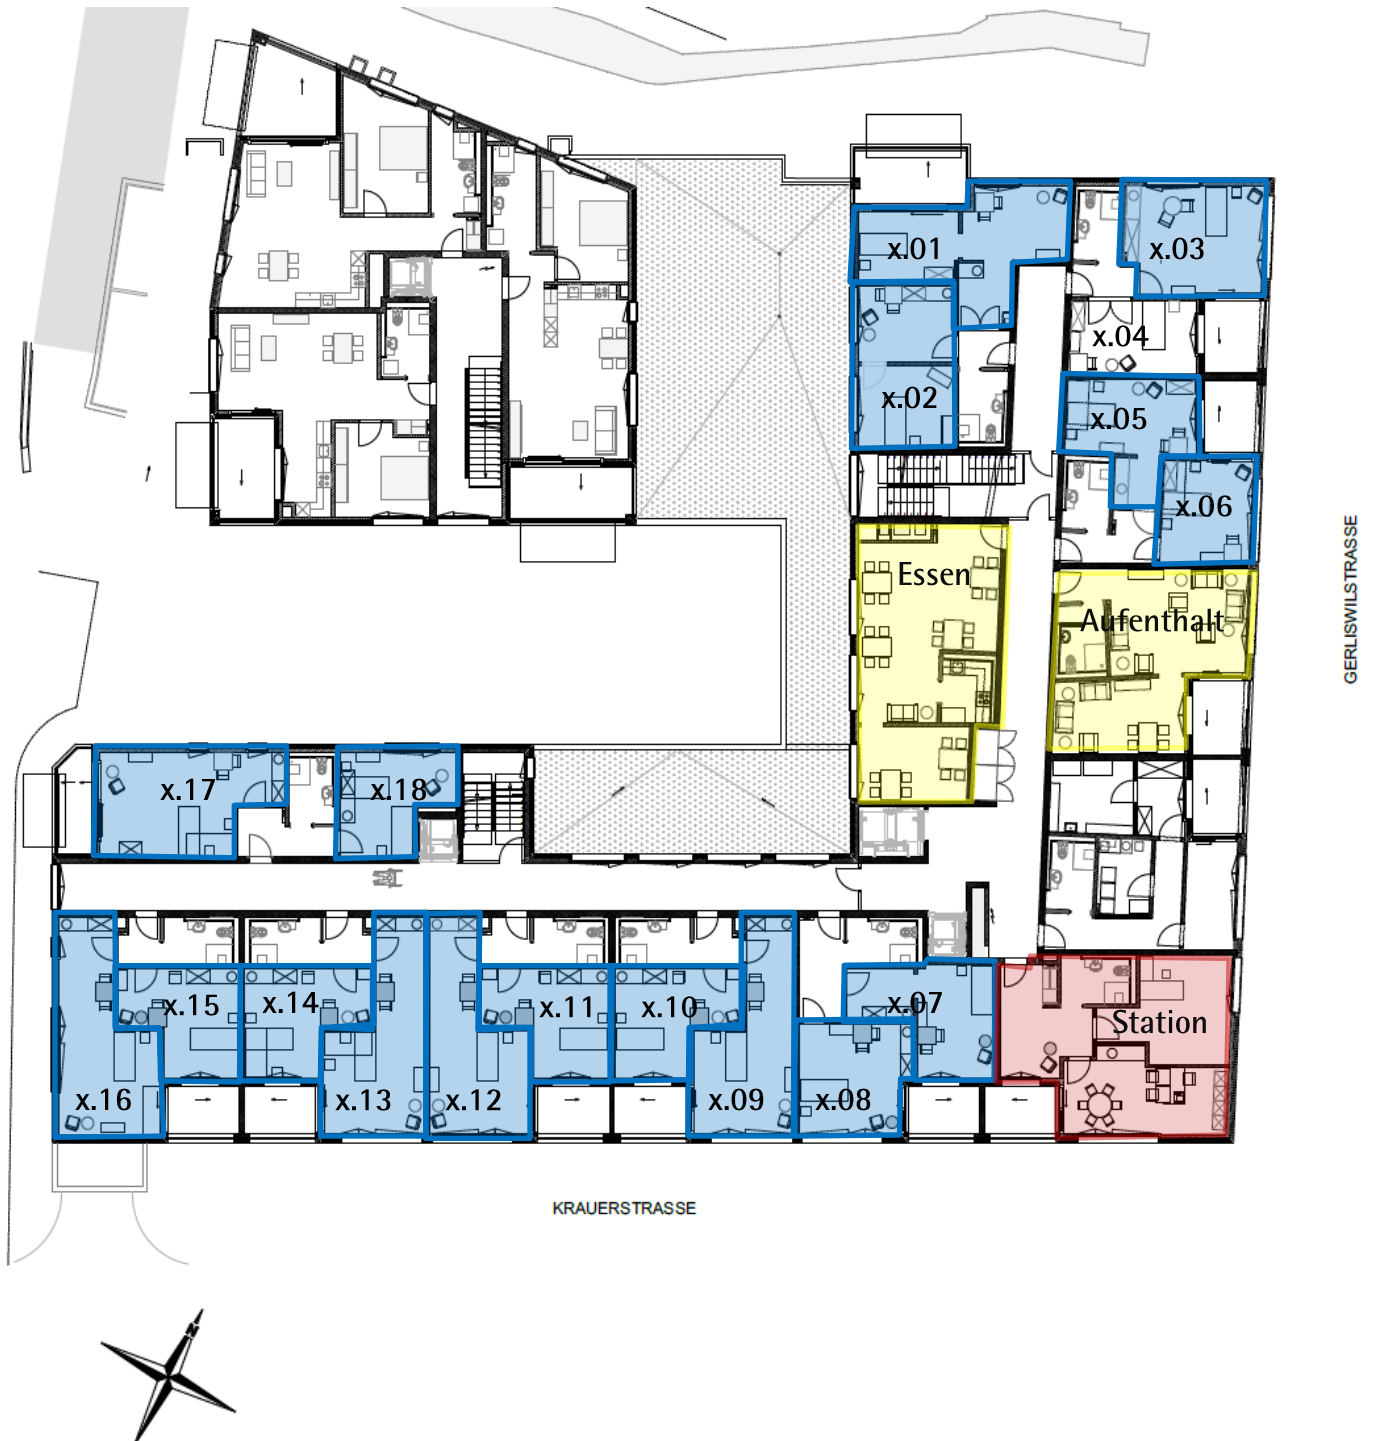 x.01
x.03
x.04
x.02
x.05
x.06
Essen
Aufenthalt
GERLISWILSTRASSE
x.17
x.18
x.15
x.14
x.11
x.10
x.07
Station
x.16
x.13
x.12
x.09
x.08
KRAUERSTRASSE
N